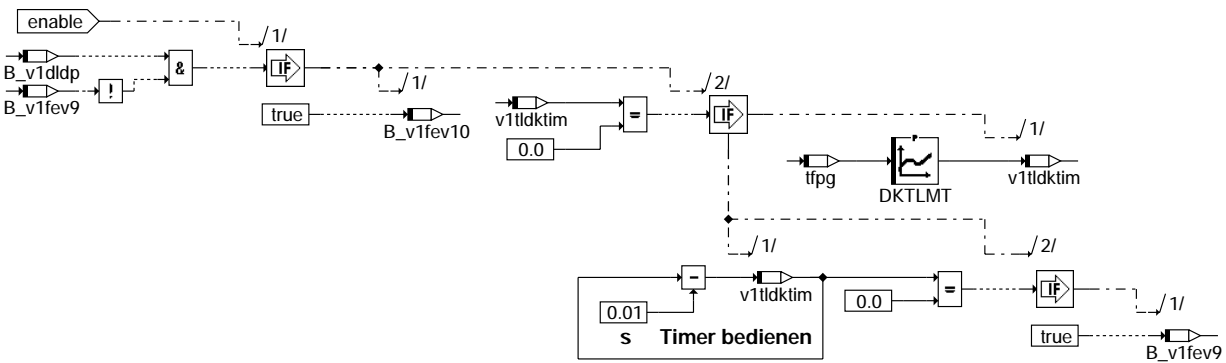 enable
/1/
B_v1dldp
&
IF
B_v1fev9
!
/1/
/2/
true
B_v1fev10
v1tldktim
=
IF
0.0
/1/
tfpg
DKTLMT
v1tldktim
/1/
/2/
-
v1tldktim
0.0
=
IF
0.01
s Timer bedienen
/1/
true
B_v1fev9